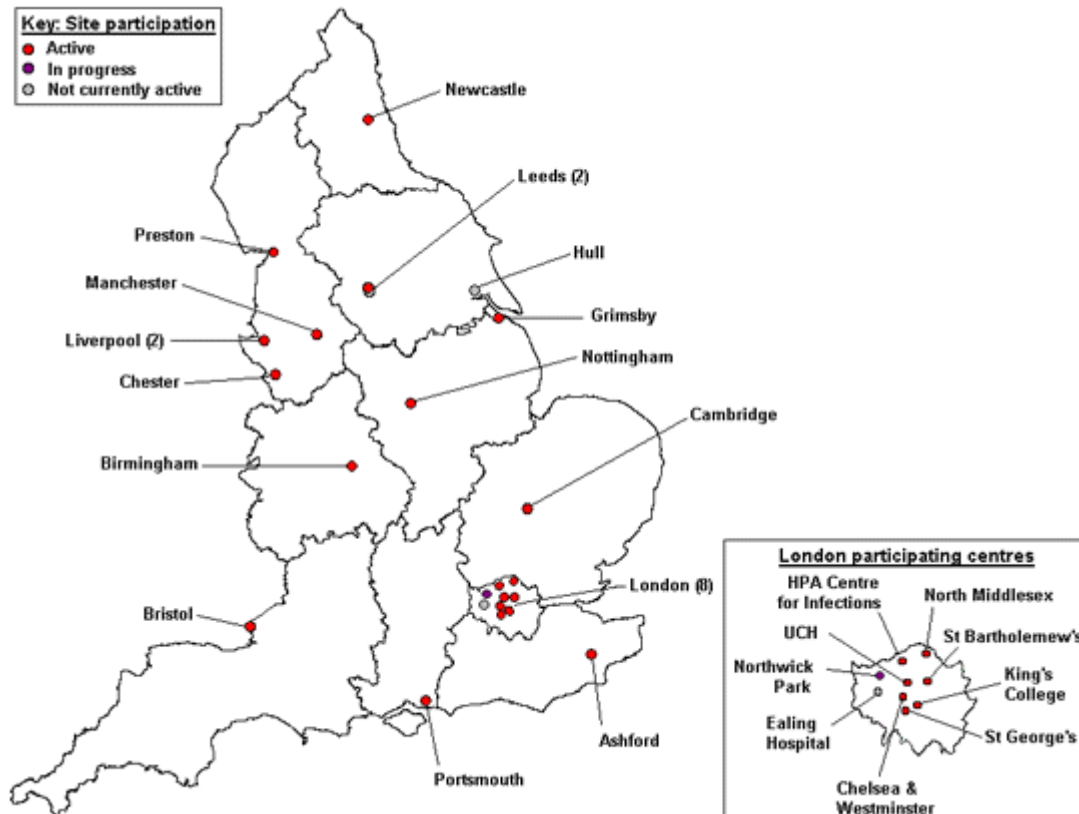 Key: Site participation
Active
In progress
Not currently active
Newcastle
Leeds (2)
Preston
Hull
Manchester
Grimsby
Liverpool (2)
Nottingham
Chester
Cambridge
Birmingham
London participating centres
HPA Centre
for Infections
North Middlesex
London (8)
Bristol
UCH
St Bartholemew's
Northwick
Park
King's
College
Ealing
Hospital
St George's
Ashford
Portsmouth
Chelsea &
Westminster